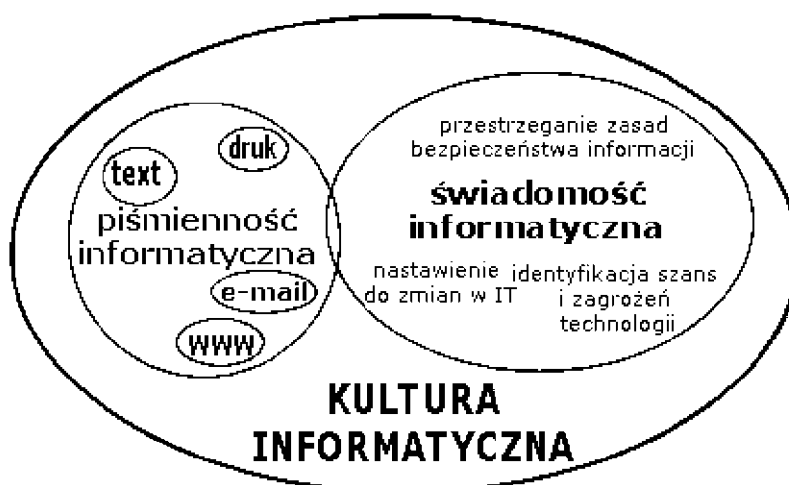 druk
text
piśmienność
informatyczna
e-mail
www
przestrzeganie zasad
bezpieczeństwa informacji
świadomość
informatyczna
nastawienie
do zmian w IT
identyfikacja szans
i zagrożeń
technologii
KULTURA
INFORMATYCZNA